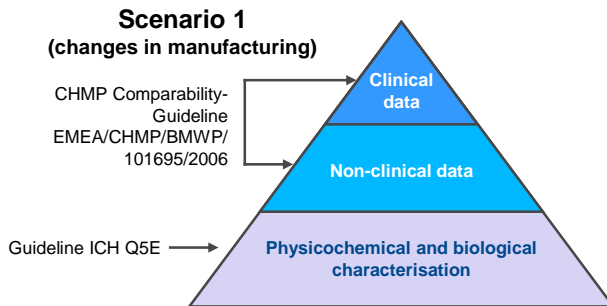 Scenario 1
(changes in manufacturing)
CHMP Comparability-
Guideline
EMEA/CHMP/BMWP/
101695/2006
Clinical
data
Non-clinical data
Guideline ICH Q5E
Physicochemical and biological
characterisation